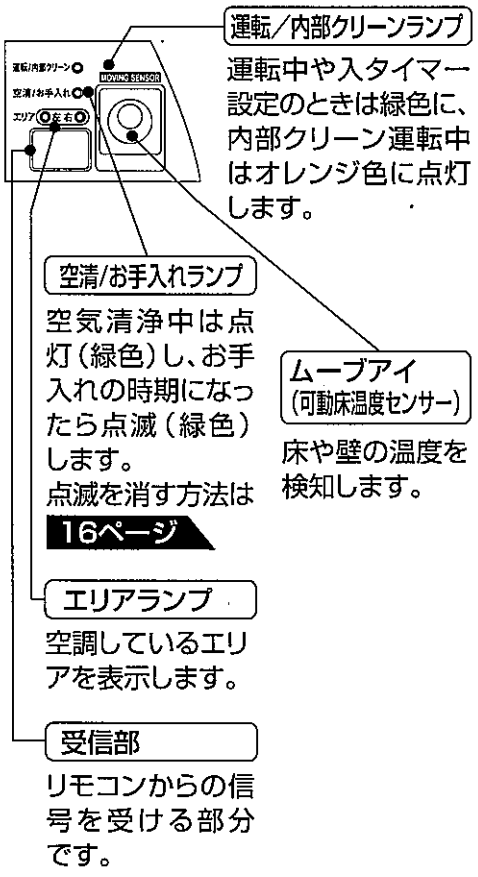 運転/内部クリーン
空清/お手入れ
エリア 左 右
MOVING SENSOR
運転／内部クリーンランプ
運転中や入タイマー
設定のときは緑色に、
内部クリーン運転中
はオレンジ色に点灯
します。
空清/お手入れランプ
空気清浄中は点
灯（緑色）し、お手
入れの時期になっ
たら点滅（緑色）
します。
点滅を消す方法は
16ページ
ムーブアイ
（可動床温度センサー）
床や壁の温度を
検知します。
エリアランプ
空調しているエリ
アを表示します。
受信部
リモコンからの信
号を受ける部分
です。